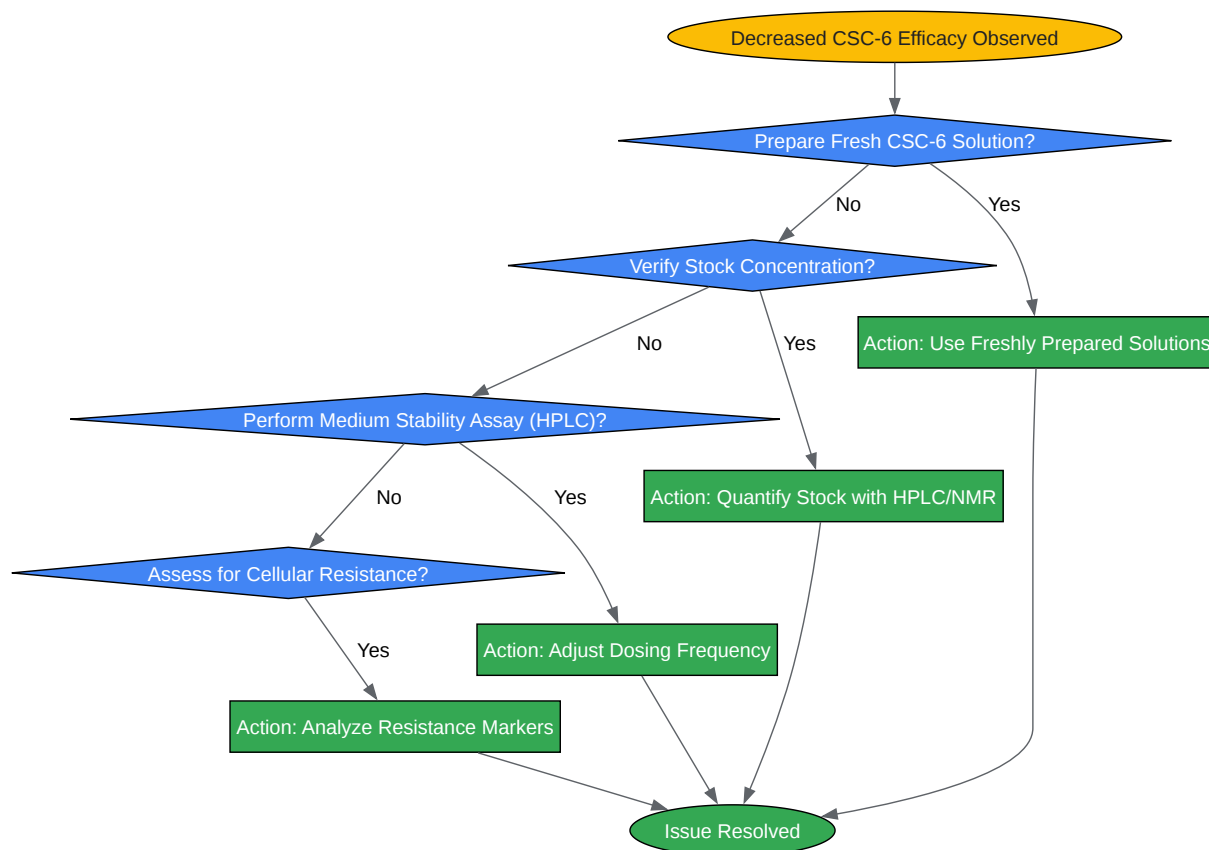 Decreased CSC-6 Efficacy Observed
Prepare Fresh CSC-6 Solution?
No
Yes
Verify Stock Concentration?
No
Yes
Action: Use Freshly Prepared Solutions
Perform Medium Stability Assay (HPLC)?
No
Yes
Action: Quantify Stock with HPLC/NMR
Assess for Cellular Resistance?
Yes
Action: Adjust Dosing Frequency
Action: Analyze Resistance Markers
Issue Resolved